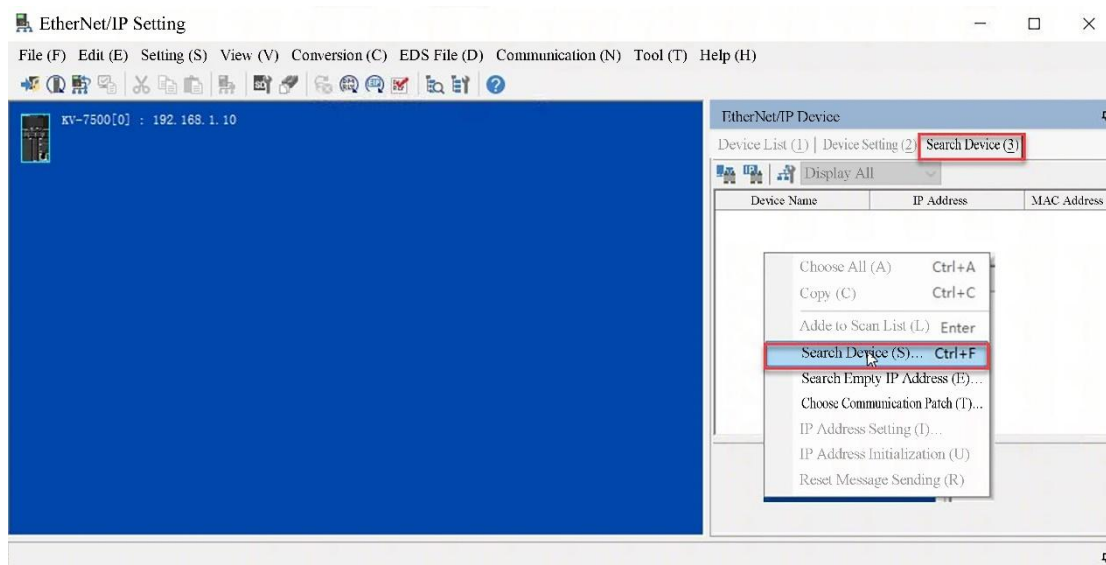 EtherNet/IP Setting
File (F) Edit (E) Setting (S) View (V) Conversion (C) EDS File (D) Communication (N) Tool (T) Help (H)
KV-7500[0] : 192. 168. 1. 10
EtherNet/IP Device
Device List (1) | Device Setting (2) Search Device (3)
Display All
Device Name IP Address MAC Address
Choose All (A) Ctrl+A
Copy (C) Ctrl+C
Adde to Scan List (L) Enter
Search Device (S)... Ctrl+F
Search Empty IP Address (E)...
Choose Communication Patch (T)...
IP Address Setting (I)...
IP Address Initialization (U)
Reset Message Sending (R)